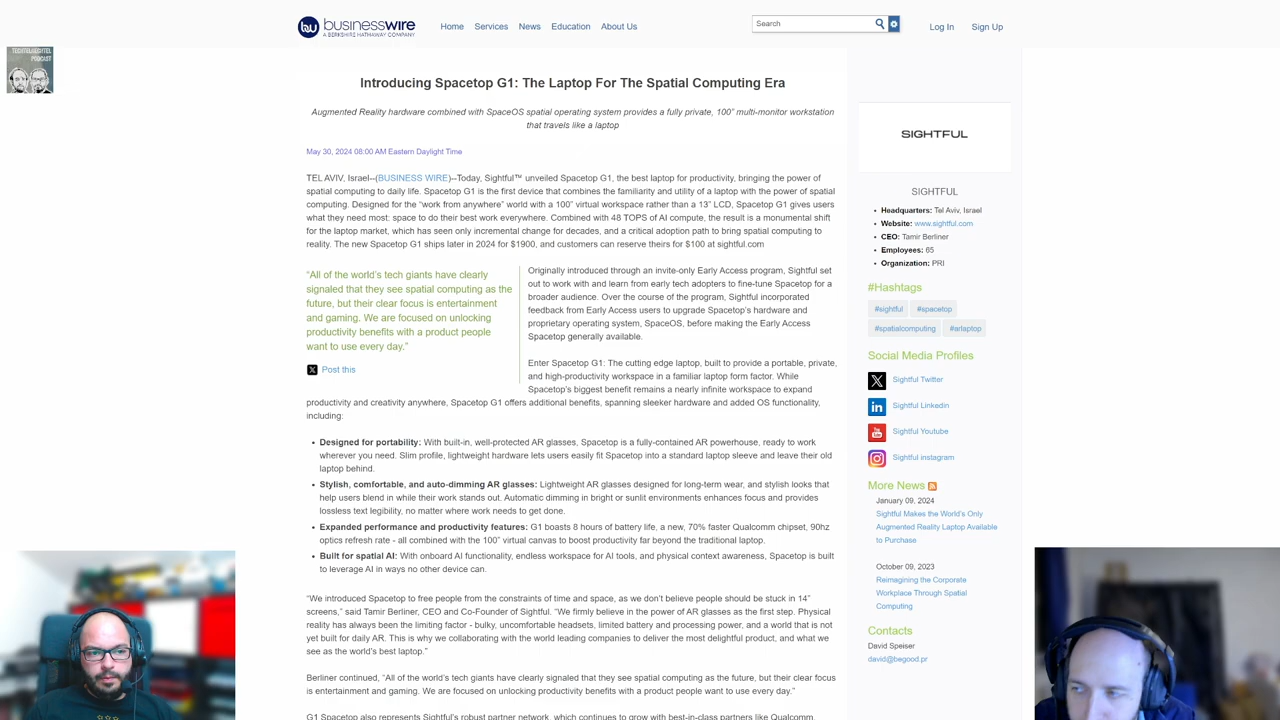 businesswire
A BERKSHIRE HATHAWAY COMPANY
Home Services News Education About Us
Search
Log In Sign Up
TECHTELMECHTEL
PODCAST
Introducing Spacetop G1: The Laptop For The Spatial Computing Era
Augmented Reality hardware combined with SpaceOS spatial operating system provides a fully private, 100” multi-monitor workstation
that travels like a laptop
May 30, 2024 08:00 AM Eastern Daylight Time
TEL AVIV, Israel--(BUSINESS WIRE)--Today, Sightful™ unveiled Spacetop G1, the best laptop for productivity, bringing the power of
spatial computing to daily life. Spacetop G1 is the first device that combines the familiarity and utility of a laptop with the power of spatial
computing. Designed for the “work from anywhere” world with a 100” virtual workspace rather than a 13” LCD, Spacetop G1 gives users
what they need most: space to do their best work everywhere. Combined with 48 TOPS of AI compute, the result is a monumental shift
for the laptop market, which has seen only incremental change for decades, and a critical adoption path to bring spatial computing to
reality. The new Spacetop G1 ships later in 2024 for $1900, and customers can reserve theirs for $100 at sightful.com
“All of the world’s tech giants have clearly
signaled that they see spatial computing as the
future, but their clear focus is entertainment
and gaming. We are focused on unlocking
productivity benefits with a product people
want to use every day.”
Post this
Originally introduced through an invite-only Early Access program, Sightful set
out to work with and learn from early tech adopters to fine-tune Spacetop for a
broader audience. Over the course of the program, Sightful incorporated
feedback from Early Access users to upgrade Spacetop’s hardware and
proprietary operating system, SpaceOS, before making the Early Access
Spacetop generally available.
Enter Spacetop G1: The cutting edge laptop, built to provide a portable, private,
and high-productivity workspace in a familiar laptop form factor. While
Spacetop’s biggest benefit remains a nearly infinite workspace to expand
productivity and creativity anywhere, Spacetop G1 offers additional benefits, spanning sleeker hardware and added OS functionality,
including:
• Designed for portability: With built-in, well-protected AR glasses, Spacetop is a fully-contained AR powerhouse, ready to work
wherever you need. Slim profile, lightweight hardware lets users easily fit Spacetop into a standard laptop sleeve and leave their old
laptop behind.
• Stylish, comfortable, and auto-dimming AR glasses: Lightweight AR glasses designed for long-term wear, and stylish looks that
help users blend in while their work stands out. Automatic dimming in bright or sunlit environments enhances focus and provides
lossless text legibility, no matter where work needs to get done.
• Expanded performance and productivity features: G1 boasts 8 hours of battery life, a new, 70% faster Qualcomm chipset, 90hz
optics refresh rate - all combined with the 100” virtual canvas to boost productivity far beyond the traditional laptop.
• Built for spatial AI: With onboard AI functionality, endless workspace for AI tools, and physical context awareness, Spacetop is built
to leverage AI in ways no other device can.
“We introduced Spacetop to free people from the constraints of time and space, as we don’t believe people should be stuck in 14”
screens,” said Tamir Berliner, CEO and Co-Founder of Sightful. “We firmly believe in the power of AR glasses as the first step. Physical
reality has always been the limiting factor - bulky, uncomfortable headsets, limited battery and processing power, and a world that is not
yet built for daily AR. This is why we collaborated with the world leading companies to deliver the most delightful product, and what we
see as the world’s best laptop.”
Berliner continued, “All of the world’s tech giants have clearly signaled that they see spatial computing as the future, but their clear focus
is entertainment and gaming. We are focused on unlocking productivity benefits with a product people want to use every day.”
G1 Spacetop also represents Sightful’s robust partner network, which continues to grow with best-in-class partners like Qualcomm,
SIGHTFUL
SIGHTFUL
• Headquarters: Tel Aviv, Israel
• Website: www.sightful.com
• CEO: Tamir Berliner
• Employees: 65
• Organization: PRI
#Hashtags
#sightful #spacetop
#spatialcomputing #arlaptop
Social Media Profiles
Sightful Twitter
Sightful Linkedin
Sightful Youtube
Sightful instagram
More News
January 09, 2024
Sightful Makes the World’s Only
Augmented Reality Laptop Available
to Purchase
October 09, 2023
Reimagining the Corporate
Workplace Through Spatial
Computing
Contacts
David Speiser
david@begood.pr